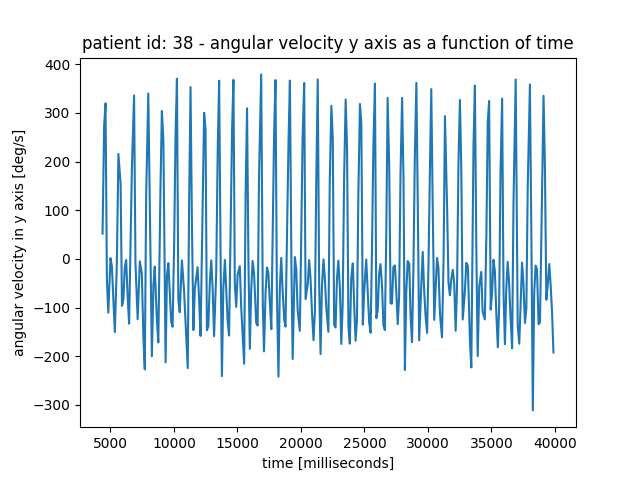 patient id: 38 - angular velocity y axis as a function of time
angular velocity in y axis [deg/s]
400
300
200
100
0
−100
−200
−300
5000 10000 15000 20000 25000 30000 35000 40000
time [milliseconds]